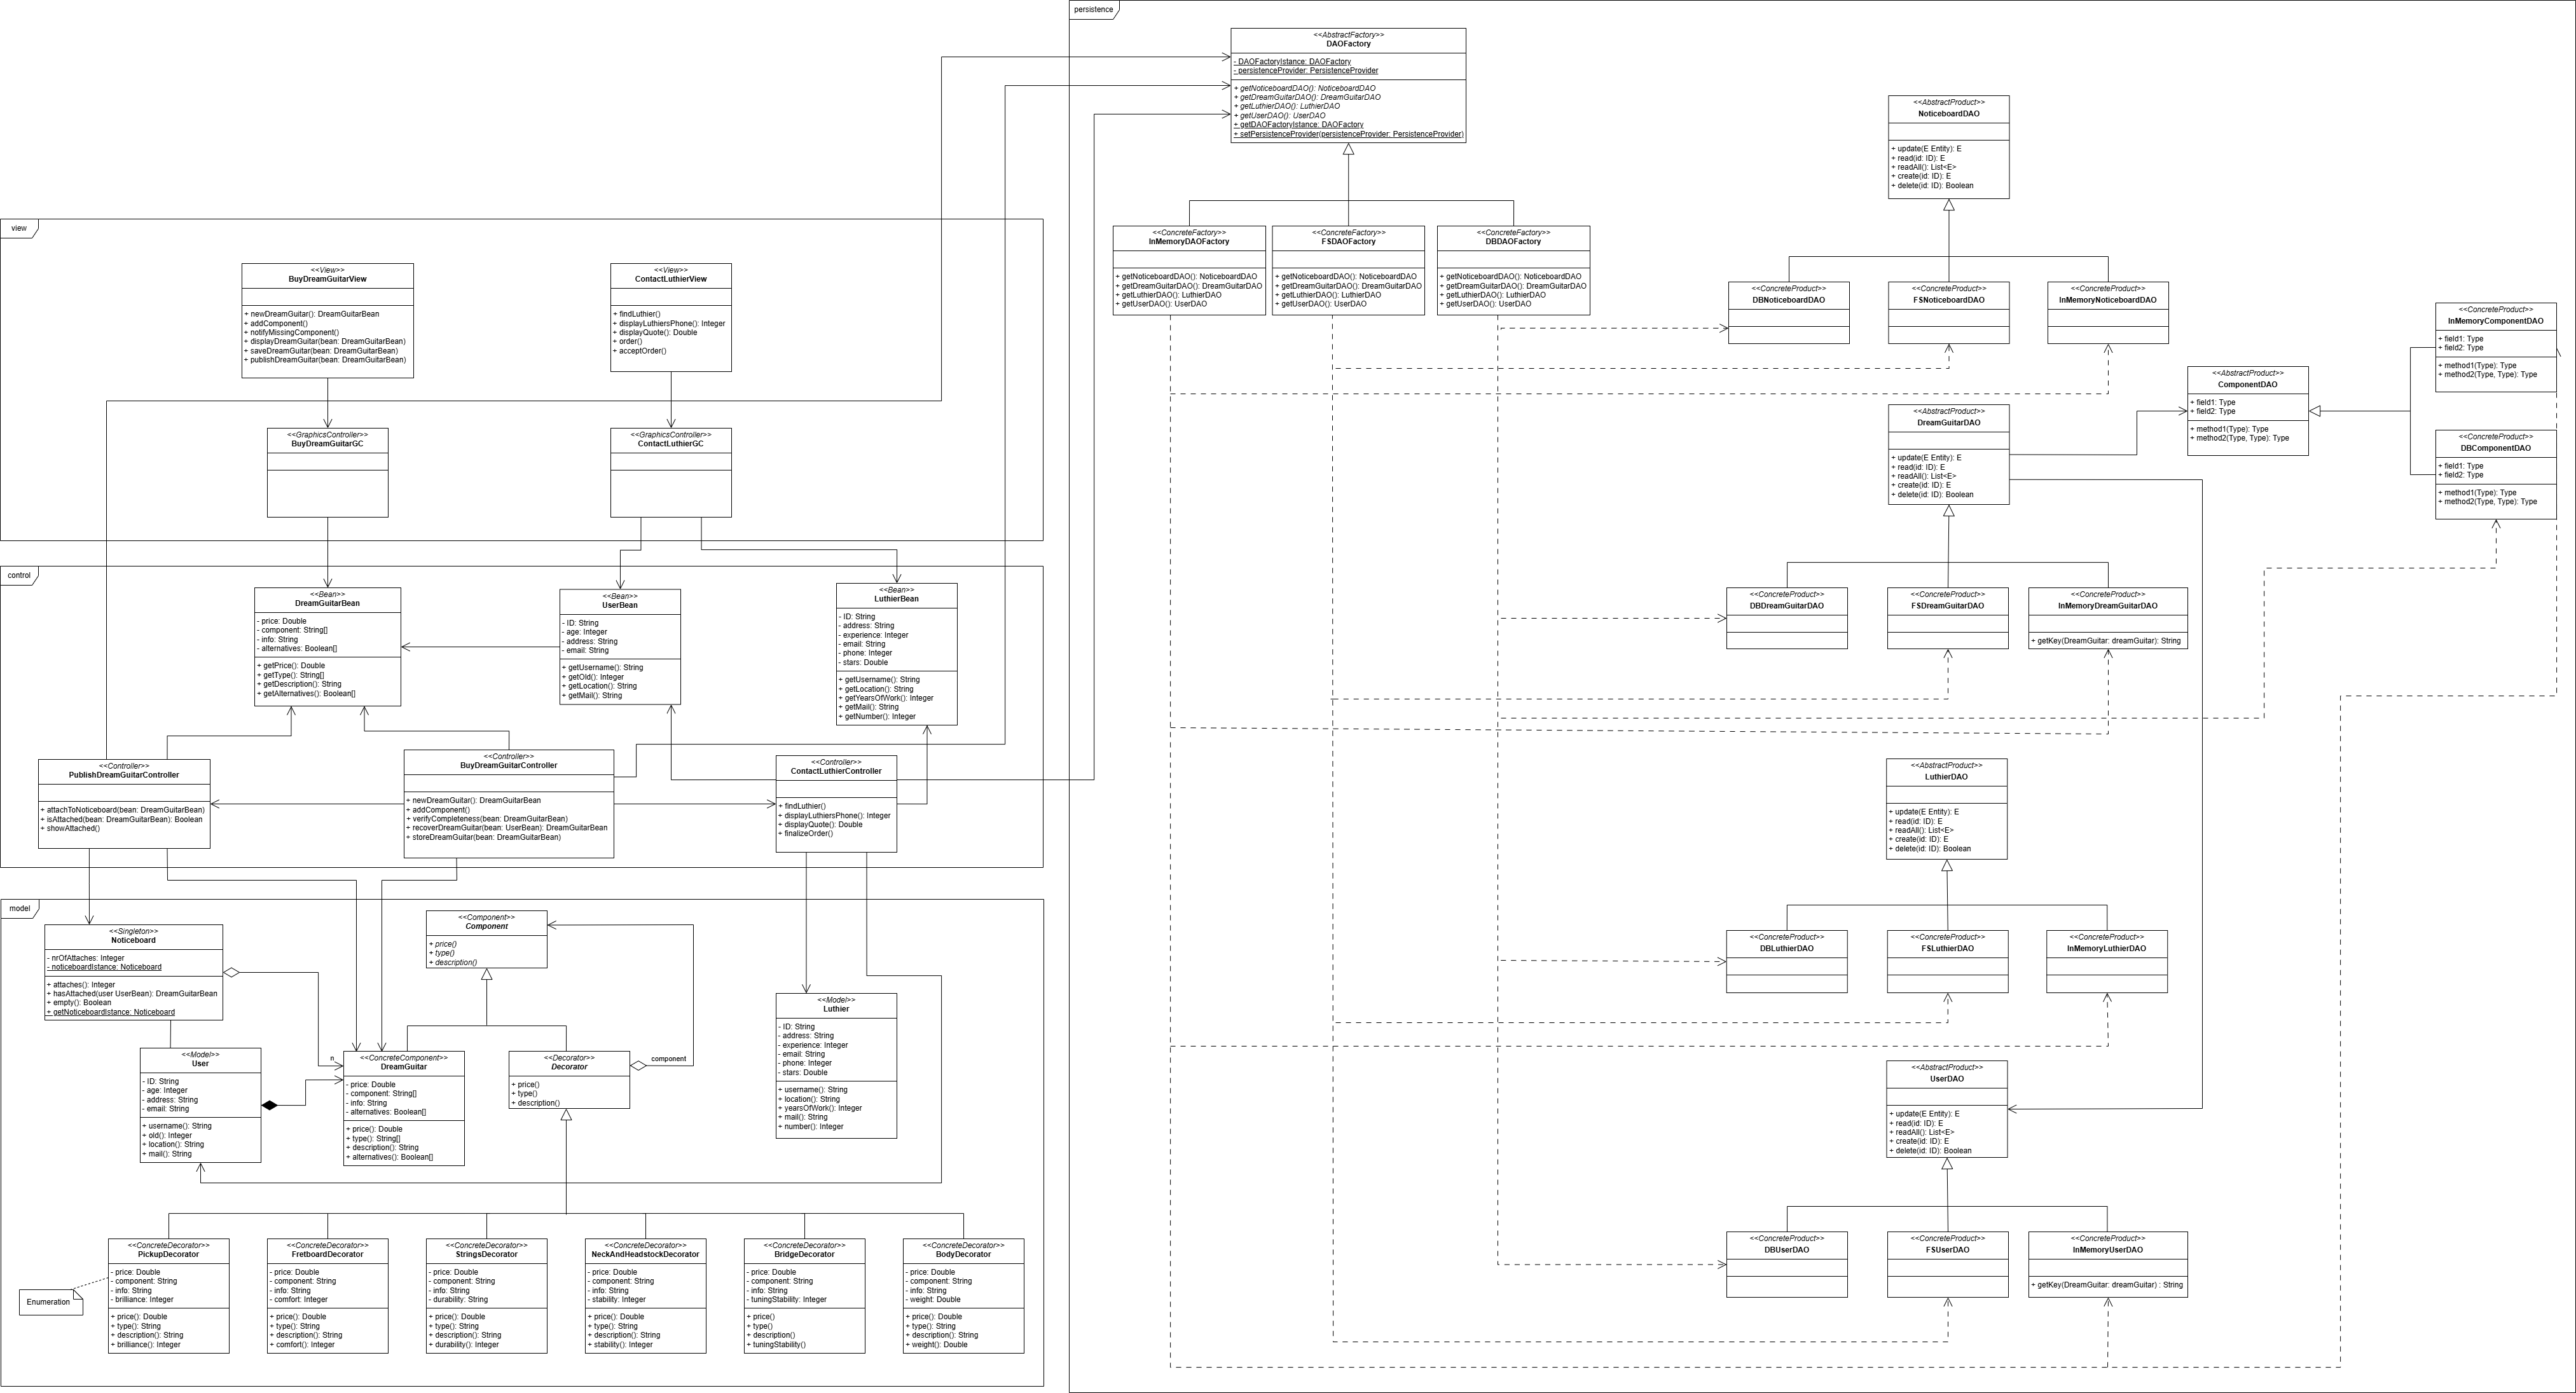 persistence
<<AbstractFactory>>
DAOFactory
- DAOFactoryIstance: DAOFactory
- persistenceProvider: PersistenceProvider
+ getNoticeboardDAO(): NoticeboardDAO
+ getDreamGuitarDAO(): DreamGuitarDAO
+ getLuthierDAO(): LuthierDAO
+ getUserDAO(): UserDAO
+ getDAOFactoryIstance: DAOFactory
+ setPersistenceProvider(persistenceProvider: PersistenceProvider)
<<ConcreteFactory>>
InMemoryDAOFactory
+ getNoticeboardDAO(): NoticeboardDAO
+ getDreamGuitarDAO(): DreamGuitarDAO
+ getLuthierDAO(): LuthierDAO
+ getUserDAO(): UserDAO
<<ConcreteFactory>>
FSDAOFactory
+ getNoticeboardDAO(): NoticeboardDAO
+ getDreamGuitarDAO(): DreamGuitarDAO
+ getLuthierDAO(): LuthierDAO
+ getUserDAO(): UserDAO
<<ConcreteFactory>>
DBDAOFactory
+ getNoticeboardDAO(): NoticeboardDAO
+ getDreamGuitarDAO(): DreamGuitarDAO
+ getLuthierDAO(): LuthierDAO
+ getUserDAO(): UserDAO
<<AbstractProduct>>
NoticeboardDAO
+ update(E Entity): E
+ read(id: ID): E
+ readAll(): List<E>
+ create(id: ID): E
+ delete(id: ID): Boolean
<<ConcreteProduct>>
DBNoticeboardDAO
<<ConcreteProduct>>
FSNoticeboardDAO
<<ConcreteProduct>>
InMemoryNoticeboardDAO
<<ConcreteProduct>>
InMemoryComponentDAO
+ field1: Type
+ field2: Type
+ method1(Type): Type
+ method2(Type, Type): Type
<<AbstractProduct>>
ComponentDAO
+ field1: Type
+ field2: Type
+ method1(Type): Type
+ method2(Type, Type): Type
<<ConcreteProduct>>
DBComponentDAO
+ field1: Type
+ field2: Type
+ method1(Type): Type
+ method2(Type, Type): Type
<<AbstractProduct>>
DreamGuitarDAO
+ update(E Entity): E
+ read(id: ID): E
+ readAll(): List<E>
+ create(id: ID): E
+ delete(id: ID): Boolean
<<ConcreteProduct>>
DBDreamGuitarDAO
<<ConcreteProduct>>
FSDreamGuitarDAO
<<ConcreteProduct>>
InMemoryDreamGuitarDAO
+ getKey(DreamGuitar: dreamGuitar): String
<<AbstractProduct>>
LuthierDAO
+ update(E Entity): E
+ read(id: ID): E
+ readAll(): List<E>
+ create(id: ID): E
+ delete(id: ID): Boolean
<<ConcreteProduct>>
DBLuthierDAO
<<ConcreteProduct>>
FSLuthierDAO
<<ConcreteProduct>>
InMemoryLuthierDAO
<<AbstractProduct>>
UserDAO
+ update(E Entity): E
+ read(id: ID): E
+ readAll(): List<E>
+ create(id: ID): E
+ delete(id: ID): Boolean
<<ConcreteProduct>>
DBUserDAO
<<ConcreteProduct>>
FSUserDAO
<<ConcreteProduct>>
InMemoryUserDAO
+ getKey(DreamGuitar: dreamGuitar) : String
view
<<View>>
BuyDreamGuitarView
+ newDreamGuitar(): DreamGuitarBean
+ addComponent()
+ notifyMissingComponent()
+ displayDreamGuitar(bean: DreamGuitarBean)
+ saveDreamGuitar(bean: DreamGuitarBean)
+ publishDreamGuitar(bean: DreamGuitarBean)
<<View>>
ContactLuthierView
+ findLuthier()
+ displayLuthiersPhone(): Integer
+ displayQuote(): Double
+ order()
+ acceptOrder()
<<GraphicsController>>
BuyDreamGuitarGC
<<GraphicsController>>
ContactLuthierGC
control
<<Bean>>
DreamGuitarBean
- price: Double
- component: String[]
- info: String
- alternatives: Boolean[]
+ getPrice(): Double
+ getType(): String[]
+ getDescription(): String
+ getAlternatives(): Boolean[]
<<Bean>>
UserBean
- ID: String
- age: Integer
- address: String
- email: String
+ getUsername(): String
+ getOld(): Integer
+ getLocation(): String
+ getMail(): String
<<Bean>>
LuthierBean
- ID: String
- address: String
- experience: Integer
- email: String
- phone: Integer
- stars: Double
+ getUsername(): String
+ getLocation(): String
+ getYearsOfWork(): Integer
+ getMail(): String
+ getNumber(): Integer
<<Controller>>
PublishDreamGuitarController
+ attachToNoticeboard(bean: DreamGuitarBean)
+ isAttached(bean: DreamGuitarBean): Boolean
+ showAttached()
<<Controller>>
BuyDreamGuitarController
+ newDreamGuitar(): DreamGuitarBean
+ addComponent()
+ verifyCompleteness(bean: DreamGuitarBean)
+ recoverDreamGuitar(bean: UserBean): DreamGuitarBean
+ storeDreamGuitar(bean: DreamGuitarBean)
<<Controller>>
ContactLuthierController
+ findLuthier()
+ displayLuthiersPhone(): Integer
+ displayQuote(): Double
+ finalizeOrder()
model
<<Singleton>>
Noticeboard
- nrOfAttaches: Integer
- noticeboardIstance: Noticeboard
+ attaches(): Integer
+ hasAttached(user UserBean): DreamGuitarBean
+ empty(): Boolean
+ getNoticeboardIstance: Noticeboard
<<Component>>
Component
+ price()
+ type()
+ description()
<<Model>>
Luthier
- ID: String
- address: String
- experience: Integer
- email: String
- phone: Integer
- stars: Double
+ username(): String
+ location(): String
+ yearsOfWork(): Integer
+ mail(): String
+ number(): Integer
<<Model>>
User
- ID: String
- age: Integer
- address: String
- email: String
+ username(): String
+ old(): Integer
+ location(): String
+ mail(): String
n
<<ConcreteComponent>>
DreamGuitar
- price: Double
- component: String[]
- info: String
- alternatives: Boolean[]
+ price(): Double
+ type(): String[]
+ description(): String
+ alternatives(): Boolean[]
<<Decorator>>
Decorator
+ price()
+ type()
+ description()
component
<<ConcreteDecorator>>
PickupDecorator
- price: Double
- component: String
- info: String
- brilliance: Integer
+ price(): Double
+ type(): String
+ description(): String
+ brilliance(): Integer
<<ConcreteDecorator>>
FretboardDecorator
- price: Double
- component: String
- info: String
- comfort: Integer
+ price(): Double
+ type(): String
+ description(): String
+ comfort(): Integer
<<ConcreteDecorator>>
StringsDecorator
- price: Double
- component: String
- info: String
- durability: String
+ price(): Double
+ type(): String
+ description(): String
+ durability(): Integer
<<ConcreteDecorator>>
NeckAndHeadstockDecorator
- price: Double
- component: String
- info: String
- stability: Integer
+ price(): Double
+ type(): String
+ description(): String
+ stability(): Integer
<<ConcreteDecorator>>
BridgeDecorator
- price: Double
- component: String
- info: String
- tuningStability: Integer
+ price()
+ type()
+ description()
+ tuningStability()
<<ConcreteDecorator>>
BodyDecorator
- price: Double
- component: String
- info: String
- weight: Double
+ price(): Double
+ type(): String
+ description(): String
+ weight(): Double
Enumeration